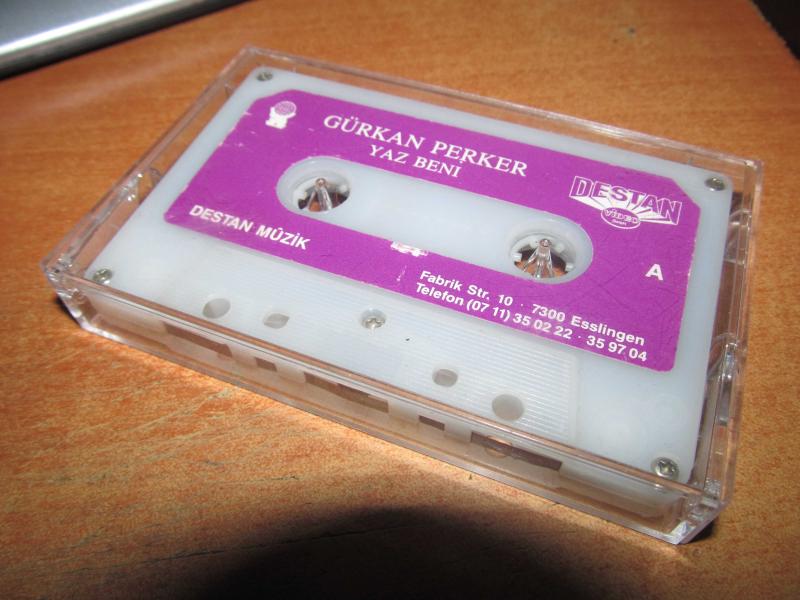 GÜRKAN PERKER
YAZ BENI
DESTAN
VIDEO
DESTAN MÜZİK
A
Fabrik Str. 10 · 7300 Esslingen
Telefon (07 11) 35 02 22 · 35 97 04